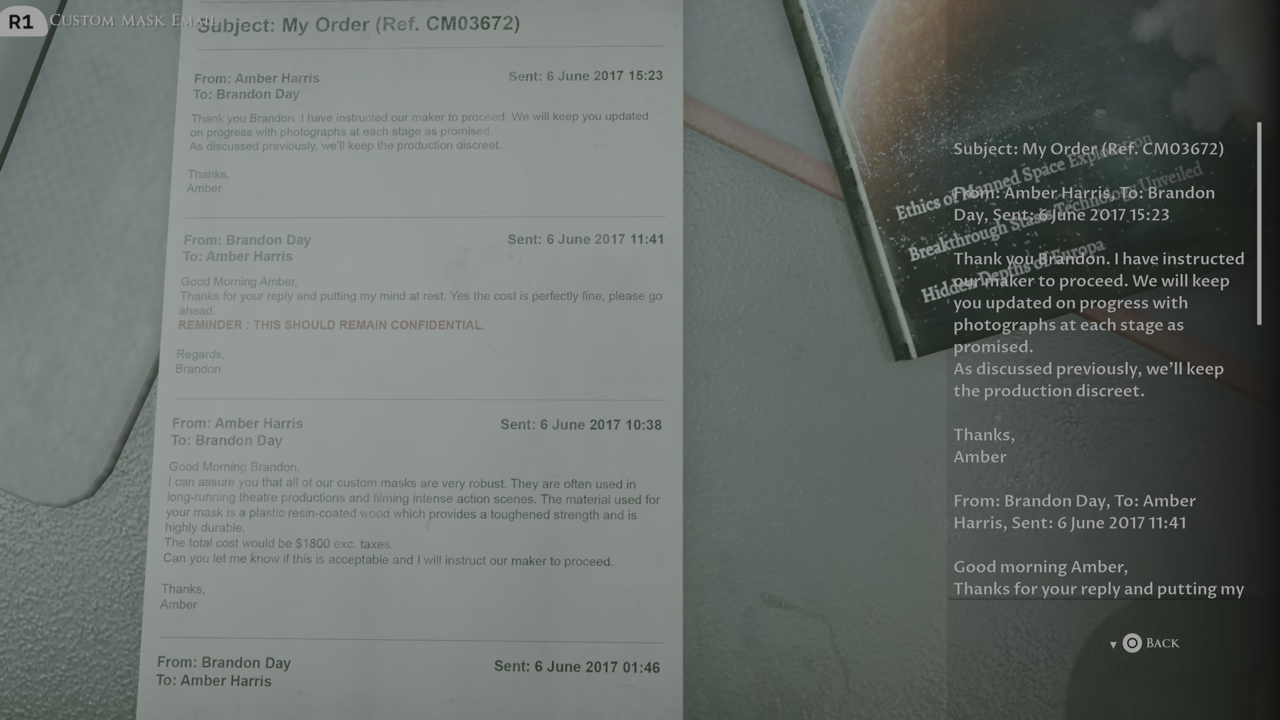 R1 Custom Mask Email
Subject: My Order (Ref. CM03672)
From: Amber Harris
Sent: 6 June 2017 15:23
To: Brandon Day
Thank you Brandon. I have instructed our maker to proceed. We will keep you updated
on progress with photographs at each stage as promised.
As discussed previously, we'll keep the production discreet.
Thanks,
Amber
From: Brandon Day
Sent: 6 June 2017 11:41
To: Amber Harris
Good Morning Amber,
Thanks for your reply and putting my mind at rest. Yes the cost is perfectly fine, please go
ahead.
REMINDER : THIS SHOULD REMAIN CONFIDENTIAL.
Regards,
Brandon
From: Amber Harris
Sent: 6 June 2017 10:38
To: Brandon Day
Good Morning Brandon,
I can assure you that all of our custom masks are very robust. They are often used in
long-running theatre productions and filming intense action scenes. The material used for
your mask is a plastic resin-coated wood which provides a toughened strength and is
highly durable.
The total cost would be $1800 exc. taxes.
Can you let me know if this is acceptable and I will instruct our maker to proceed.
Thanks,
Amber
From: Brandon Day
Sent: 6 June 2017 01:46
To: Amber Harris
Ethics of Manned Space Exploration
Breakthrough Stasis Technology Unveiled
Hidden Depths of Europa
Subject: My Order (Ref. CM03672)
From: Amber Harris, To: Brandon
Day, Sent: 6 June 2017 15:23
Thank you Brandon. I have instructed
our maker to proceed. We will keep
you updated on progress with
photographs at each stage as
promised.
As discussed previously, we'll keep
the production discreet.
Thanks,
Amber
From: Brandon Day, To: Amber
Harris, Sent: 6 June 2017 11:41
Good morning Amber,
Thanks for your reply and putting my
Back